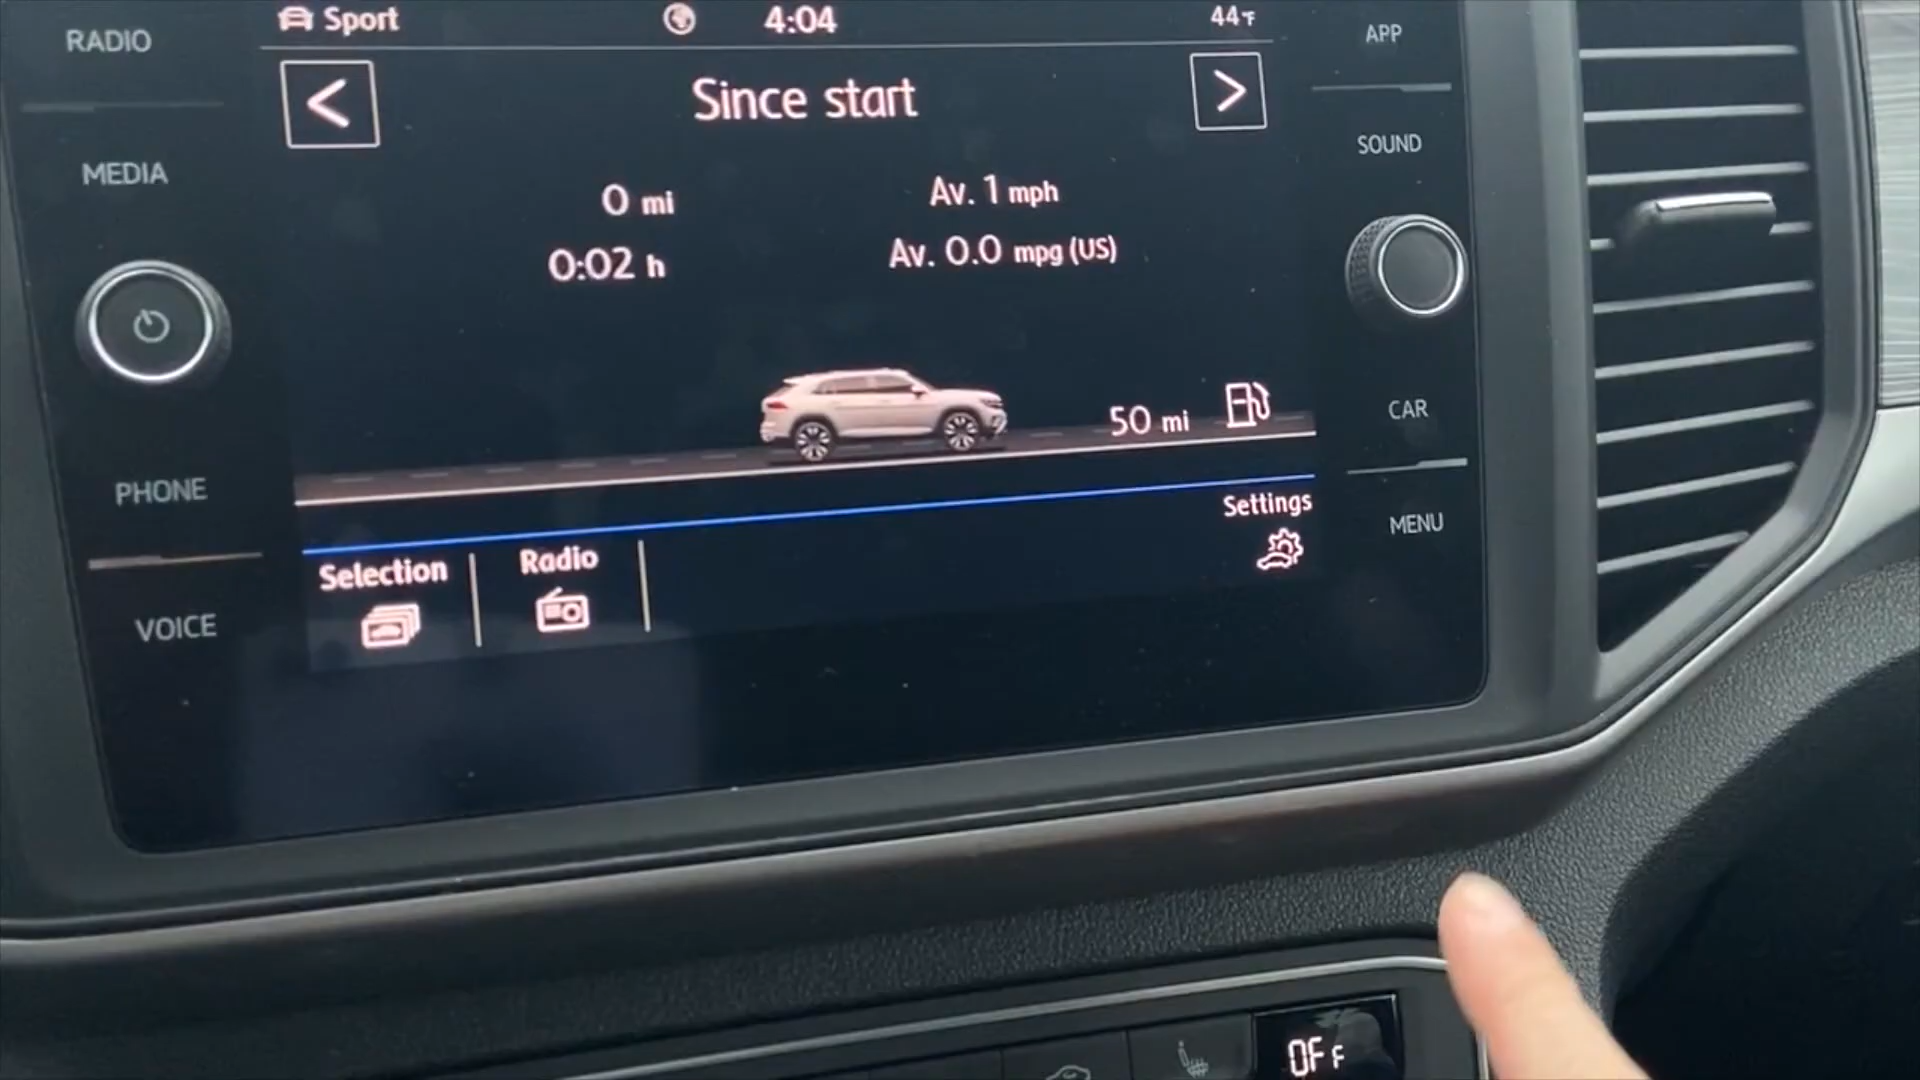 RADIO
Sport
4:04
44°F
APP
Since start
SOUND
MEDIA
0 mi
Av. 1 mph
0:02 h
Av. 0.0 mpg (US)
50 mi
CAR
PHONE
Settings
MENU
Selection
Radio
VOICE
OFF